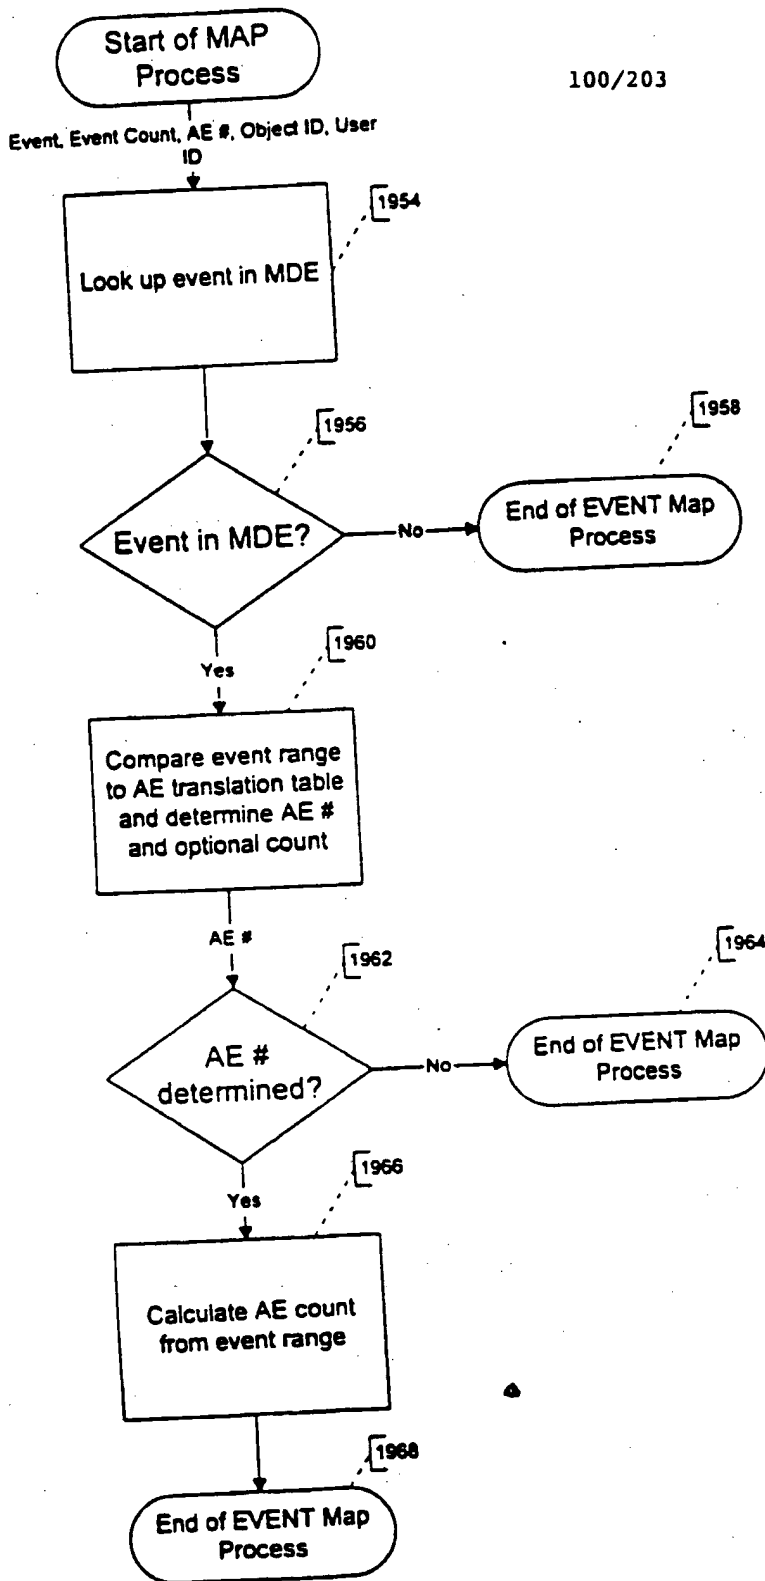 Start of MAP
Process
100/203
Event, Event Count, AE #, Object ID, User
ID
1954
Look up event in MDE
1956
1958
Event in MDE?
No
End of EVENT Map
Process
1960
Yes
Compare event range
to AE translation table
and determine AE #
and optional count
AE #
1962
1964
AE #
determined?
No
End of EVENT Map
Process
1966
Yes
Calculate AE count
from event range
1968
End of EVENT Map
Process